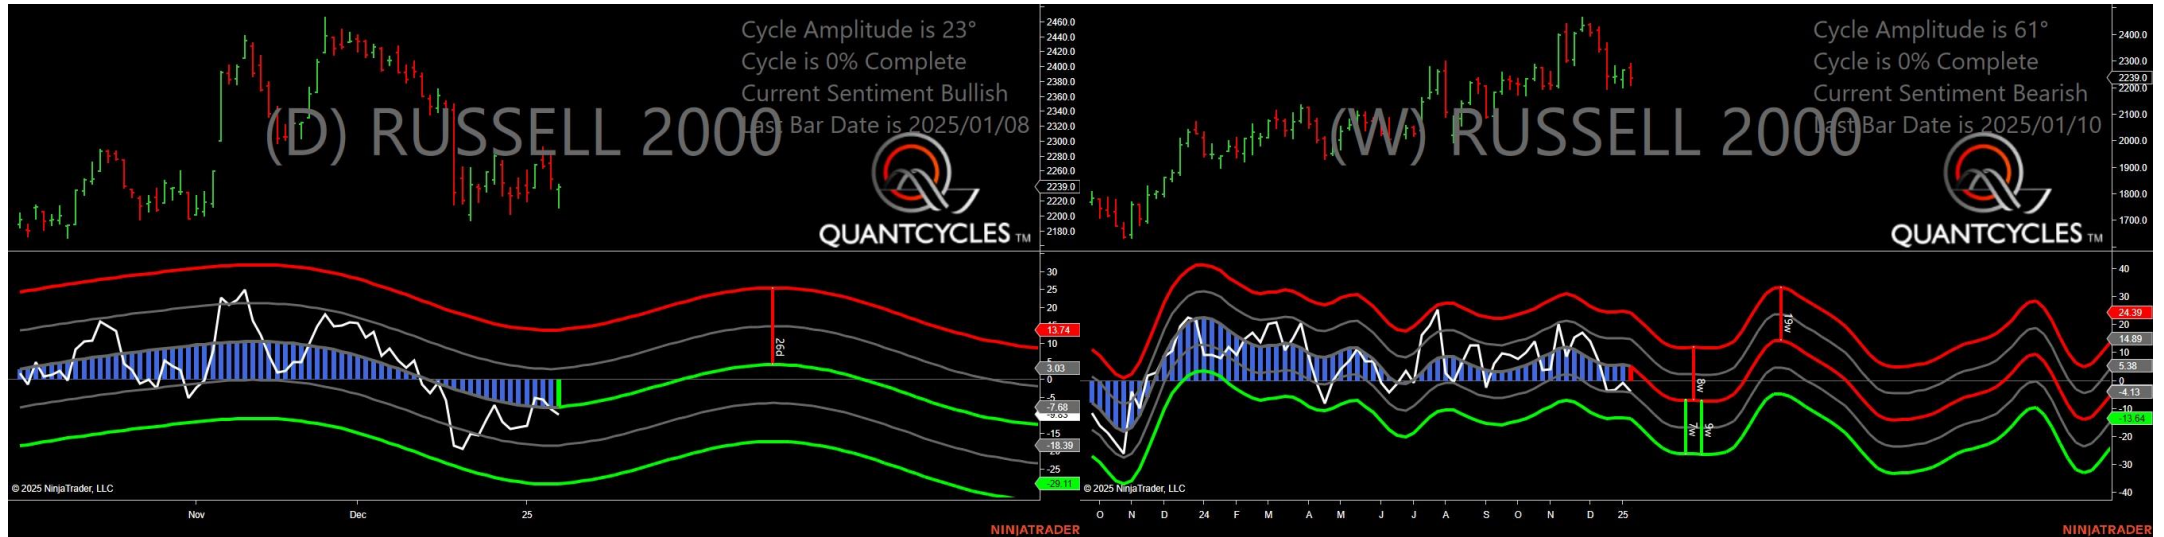 Cycle Amplitude is 23°
Cycle is 0% Complete
Current Sentiment Bullish
Last Bar Date is 2025/01/08
(D) RUSSELL 2000
QUANTCYCLES TM
2460.0
2440.0
2420.0
2400.0
2380.0
2360.0
2340.0
2320.0
2300.0
2280.0
2260.0
2239.0
2220.0
2200.0
2180.0
30
25
20
13.74
10
5
3.03
0
-5
-7.68
-9.83
-15
-18.39
-25
-29.11
26d
© 2025 NinjaTrader, LLC
Nov
Dec
25
NINJATRADER
Cycle Amplitude is 61°
Cycle is 0% Complete
Current Sentiment Bearish
Last Bar Date is 2025/01/10
(W) RUSSELL 2000
QUANTCYCLES TM
2400.0
2300.0
2239.0
2200.0
2100.0
2000.0
1900.0
1800.0
1700.0
40
30
24.39
20
14.89
10
5.38
0
-4.13
-10
-13.64
-20
-30
-40
19w
8w
7w
9w
© 2025 NinjaTrader, LLC
O N D 24 F M A M J J A S O N D 25
NINJATRADER